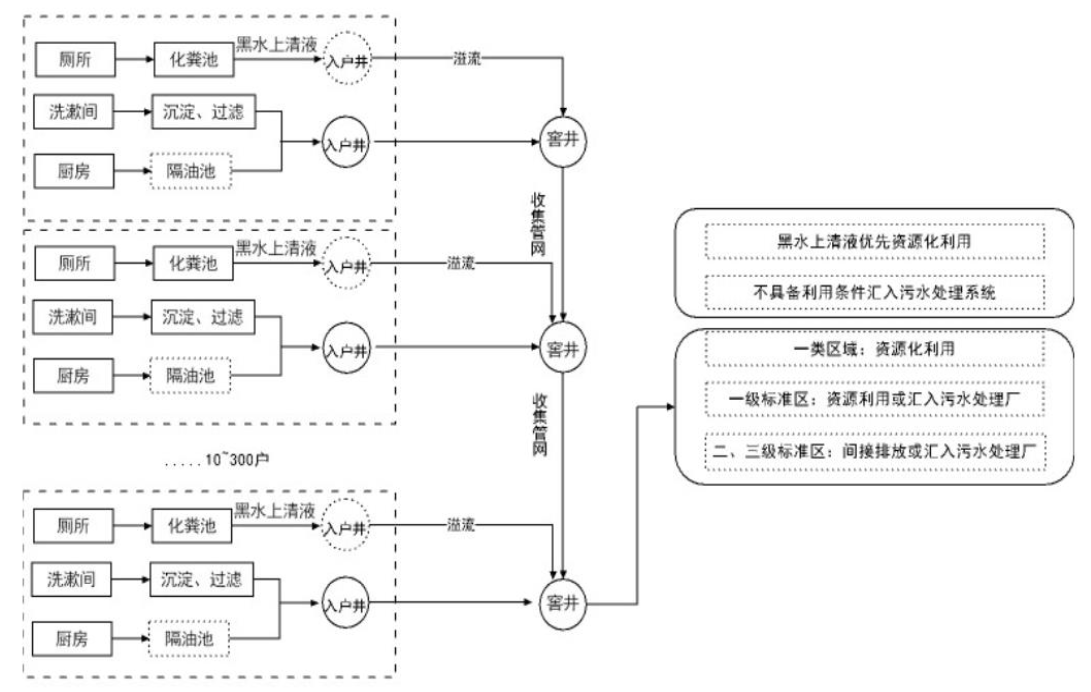 厕所
化粪池
黑水上清液
入户井
溢流
洗漱间
沉淀、过滤
入户井
窖井
厨房
隔油池
收集管网
厕所
化粪池
黑水上清液
入户井
溢流
洗漱间
沉淀、过滤
入户井
窖井
厨房
隔油池
收集管网
.....10~300户
厕所
化粪池
黑水上清液
入户井
溢流
洗漱间
沉淀、过滤
入户井
窖井
厨房
隔油池
黑水上清液优先资源化利用
不具备利用条件汇入污水处理系统
一类区域：资源化利用
一级标准区：资源利用或汇入污水处理厂
二、三级标准区：间接排放或汇入污水处理厂